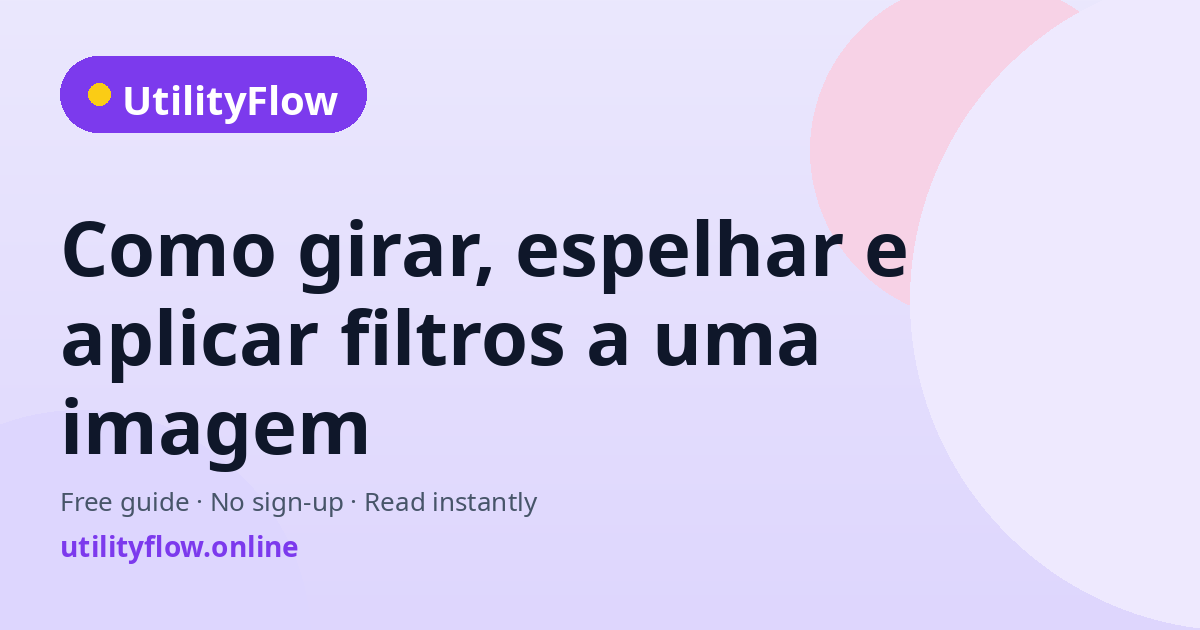 UtilityFlow
Como girar, espelhar e
aplicar filtros a uma
imagem
Free guide · No sign-up · Read instantly
utilityflow.online